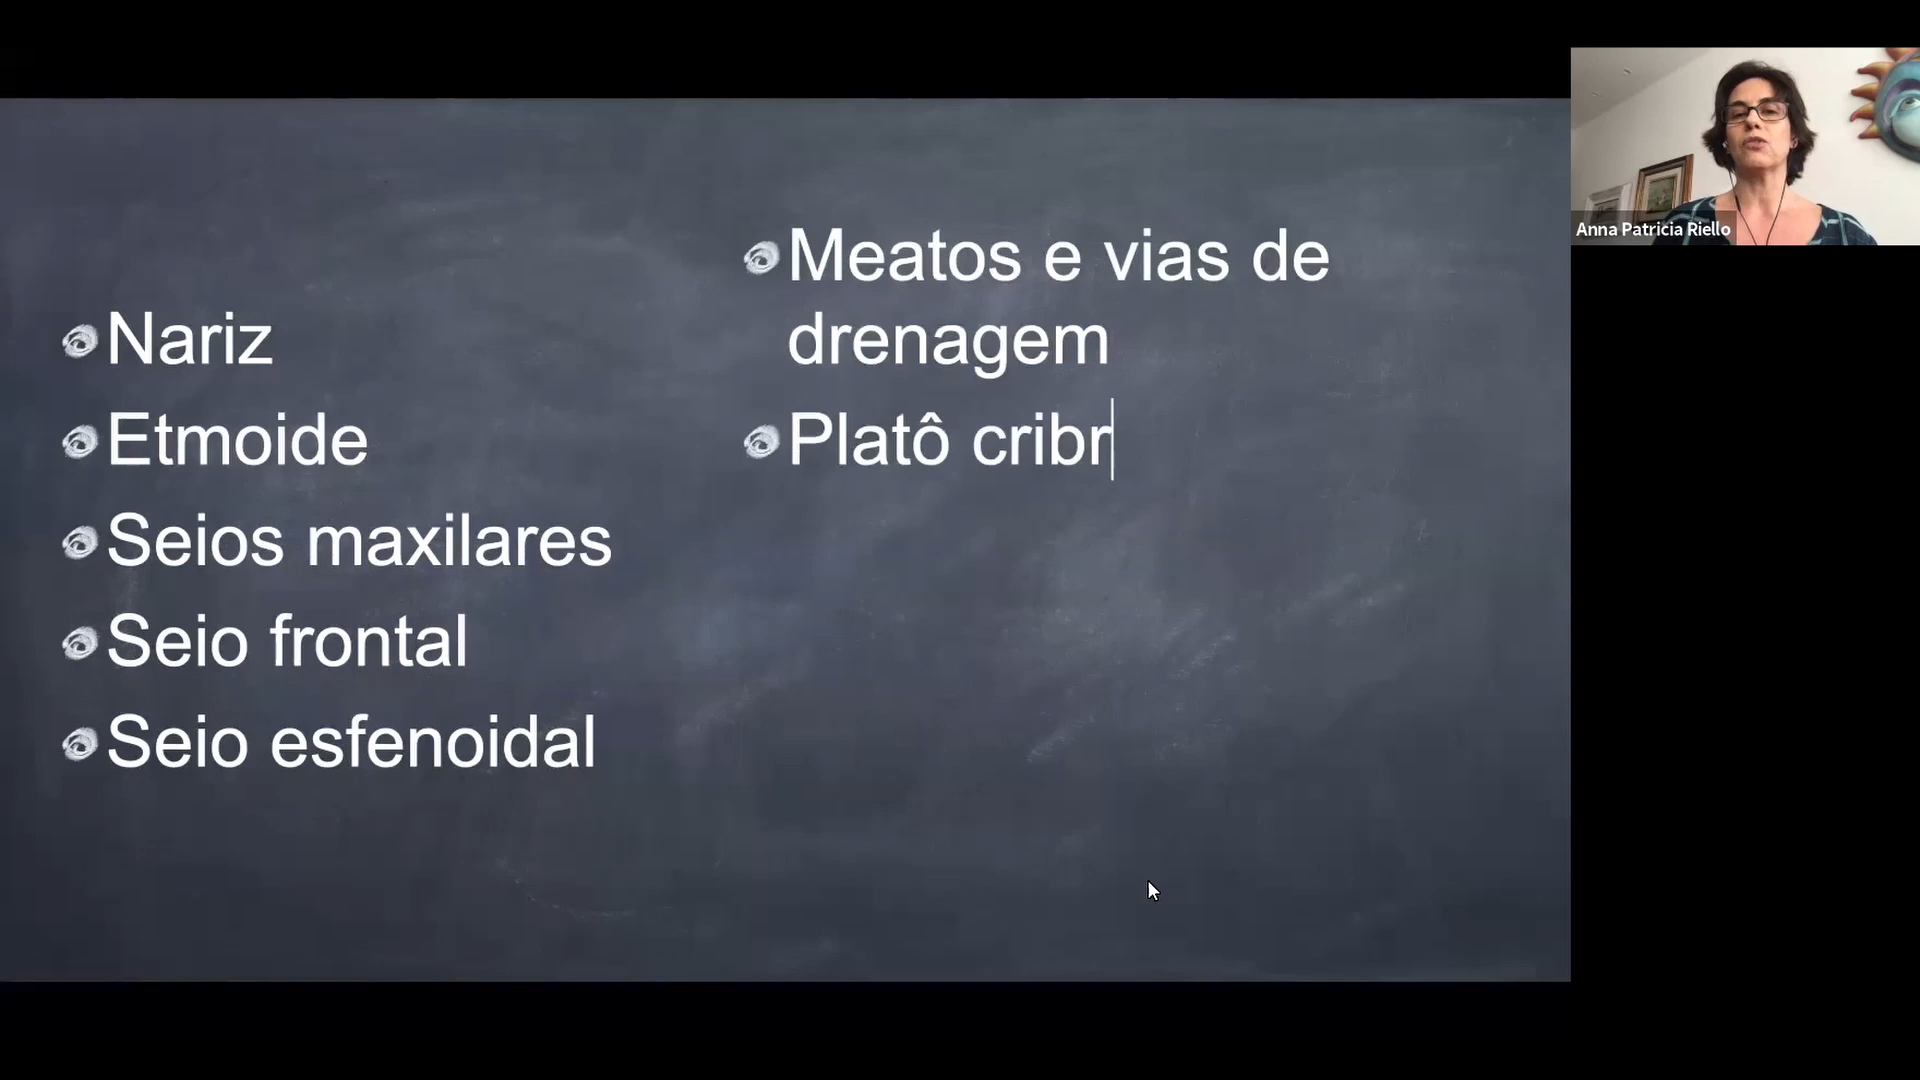 Nariz
Etmoide
Seios maxilares
Seio frontal
Seio esfenoidal
Meatos e vias de
drenagem
Platô cribr
Anna Patricia Riello